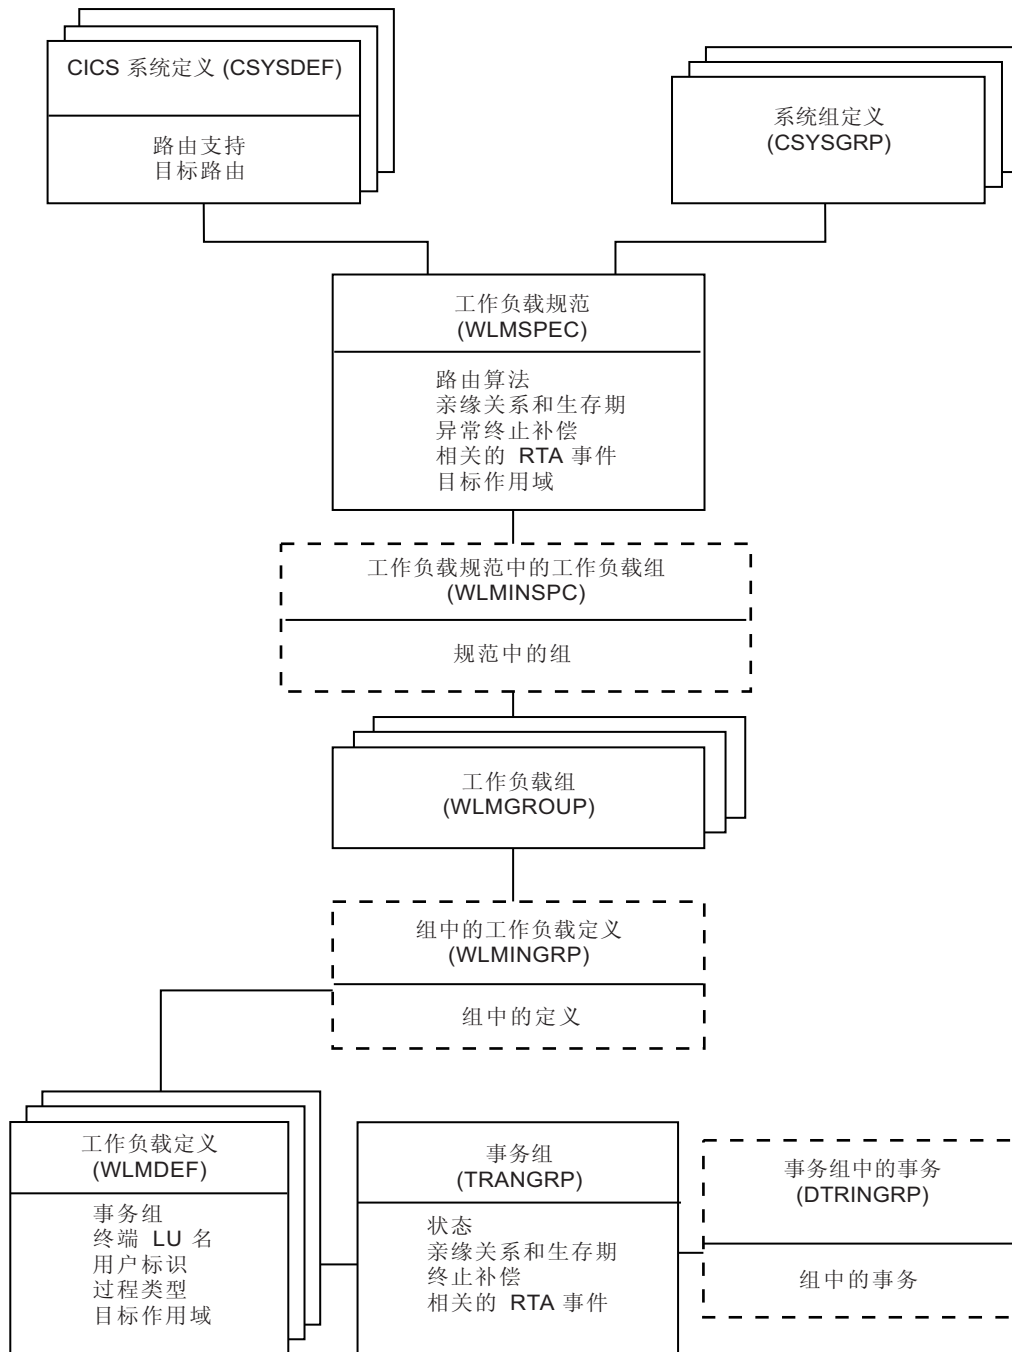 CICS 系统定义 (CSYSDEF)
路由支持
目标路由
系统组定义
(CSYSGRP)
工作负载规范
(WLMSPEC)
路由算法
亲缘关系和生存期
异常终止补偿
相关的 RTA 事件
目标作用域
工作负载规范中的工作负载组
(WLMINSPC)
规范中的组
工作负载组
(WLMGROUP)
组中的工作负载定义
(WLMINGRP)
组中的定义
工作负载定义
(WLMDEF)
事务组
终端 LU 名
用户标识
过程类型
目标作用域
事务组
(TRANGRP)
状态
亲缘关系和生存期
终止补偿
相关的 RTA 事件
事务组中的事务
(DTRINGRP)
组中的事务